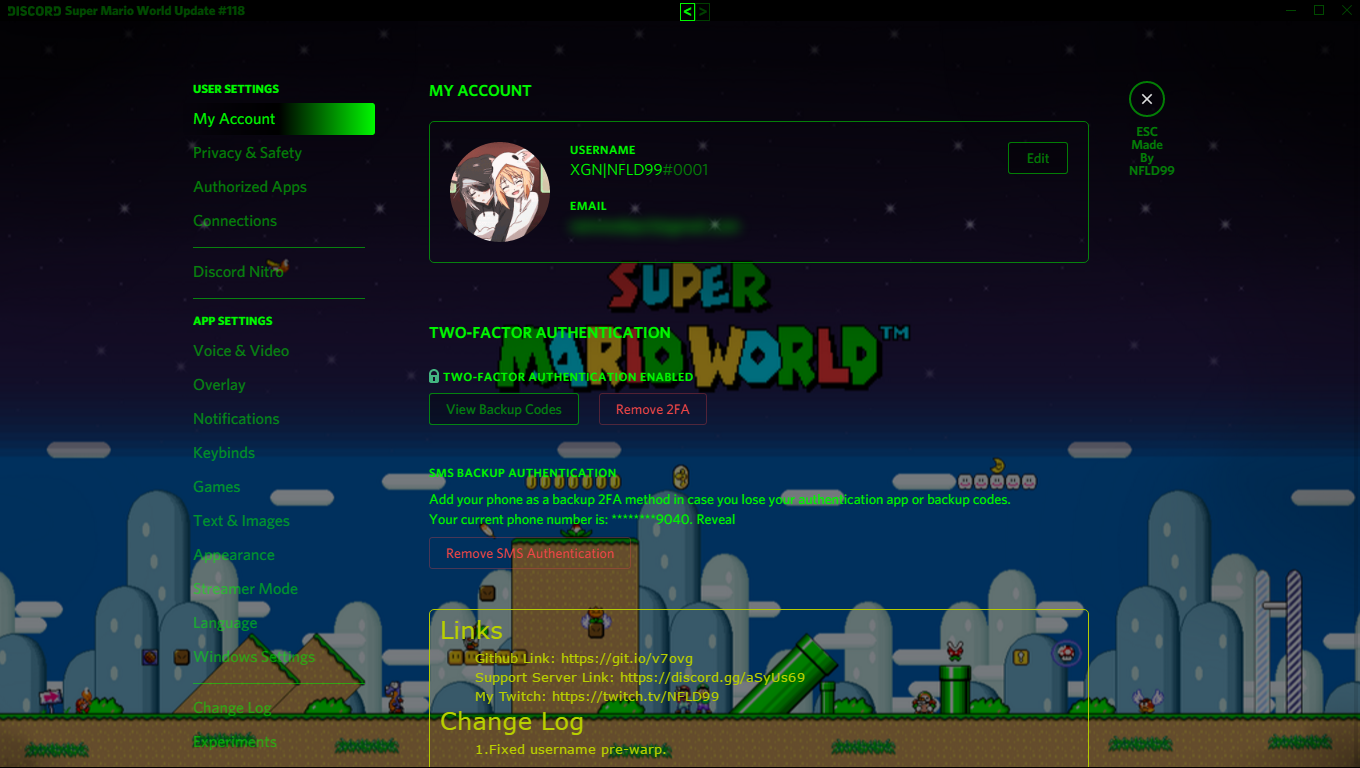 DISCORD Super Mario World Update #118
< >
USER SETTINGS
My Account
Privacy & Safety
Authorized Apps
Connections
Discord Nitro
APP SETTINGS
Voice & Video
Overlay
Notifications
Keybinds
Games
Text & Images
Appearance
Streamer Mode
Language
Windows Settings
Change Log
Experiments
MY ACCOUNT
USERNAME
XGN|NFLD99#0001
Edit
EMAIL
ESC
Made
By
NFLD99
SUPER
MARIO WORLD™
TWO-FACTOR AUTHENTICATION
TWO-FACTOR AUTHENTICATION ENABLED
View Backup Codes
Remove 2FA
SMS BACKUP AUTHENTICATION
Add your phone as a backup 2FA method in case you lose your authentication app or backup codes.
Your current phone number is: ********9040. Reveal
Remove SMS Authentication
Links
Github Link: https://git.io/v7ovg
Support Server Link: https://discord.gg/aSyUs69
My Twitch: https://twitch.tv/NFLD99
Change Log
1.Fixed username pre-warp.